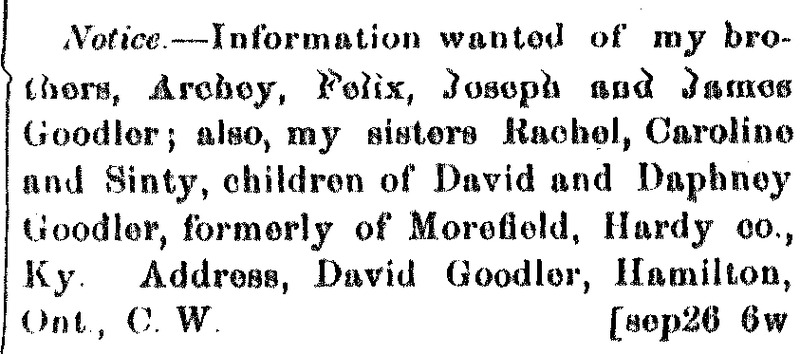 Notice.—Information wanted of my bro-
thers, Archey, Felix, Joseph and James
Goodler; also, my sisters Rachel, Caroline
and Sinty, children of David and Daphney
Goodler, formerly of Morefield, Hardy co.,
Ky. Address, David Goodler, Hamilton,
Ont., C. W. [sep26 6w